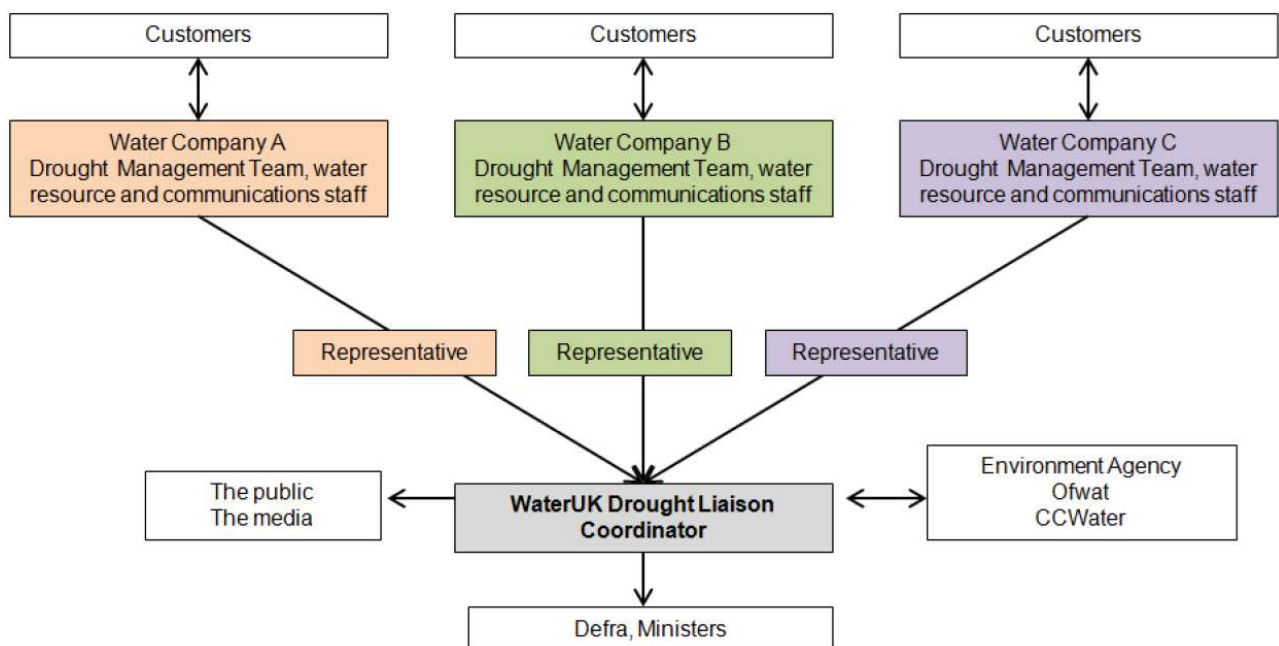 Customers
Customers
Customers
Water Company A
Drought Management Team, water
resource and communications staff
Water Company B
Drought Management Team, water
resource and communications staff
Water Company C
Drought Management Team, water
resource and communications staff
Representative
Representative
Representative
The public
The media
WaterUK Drought Liaison
Coordinator
Environment Agency
Ofwat
CCWater
Defra, Ministers